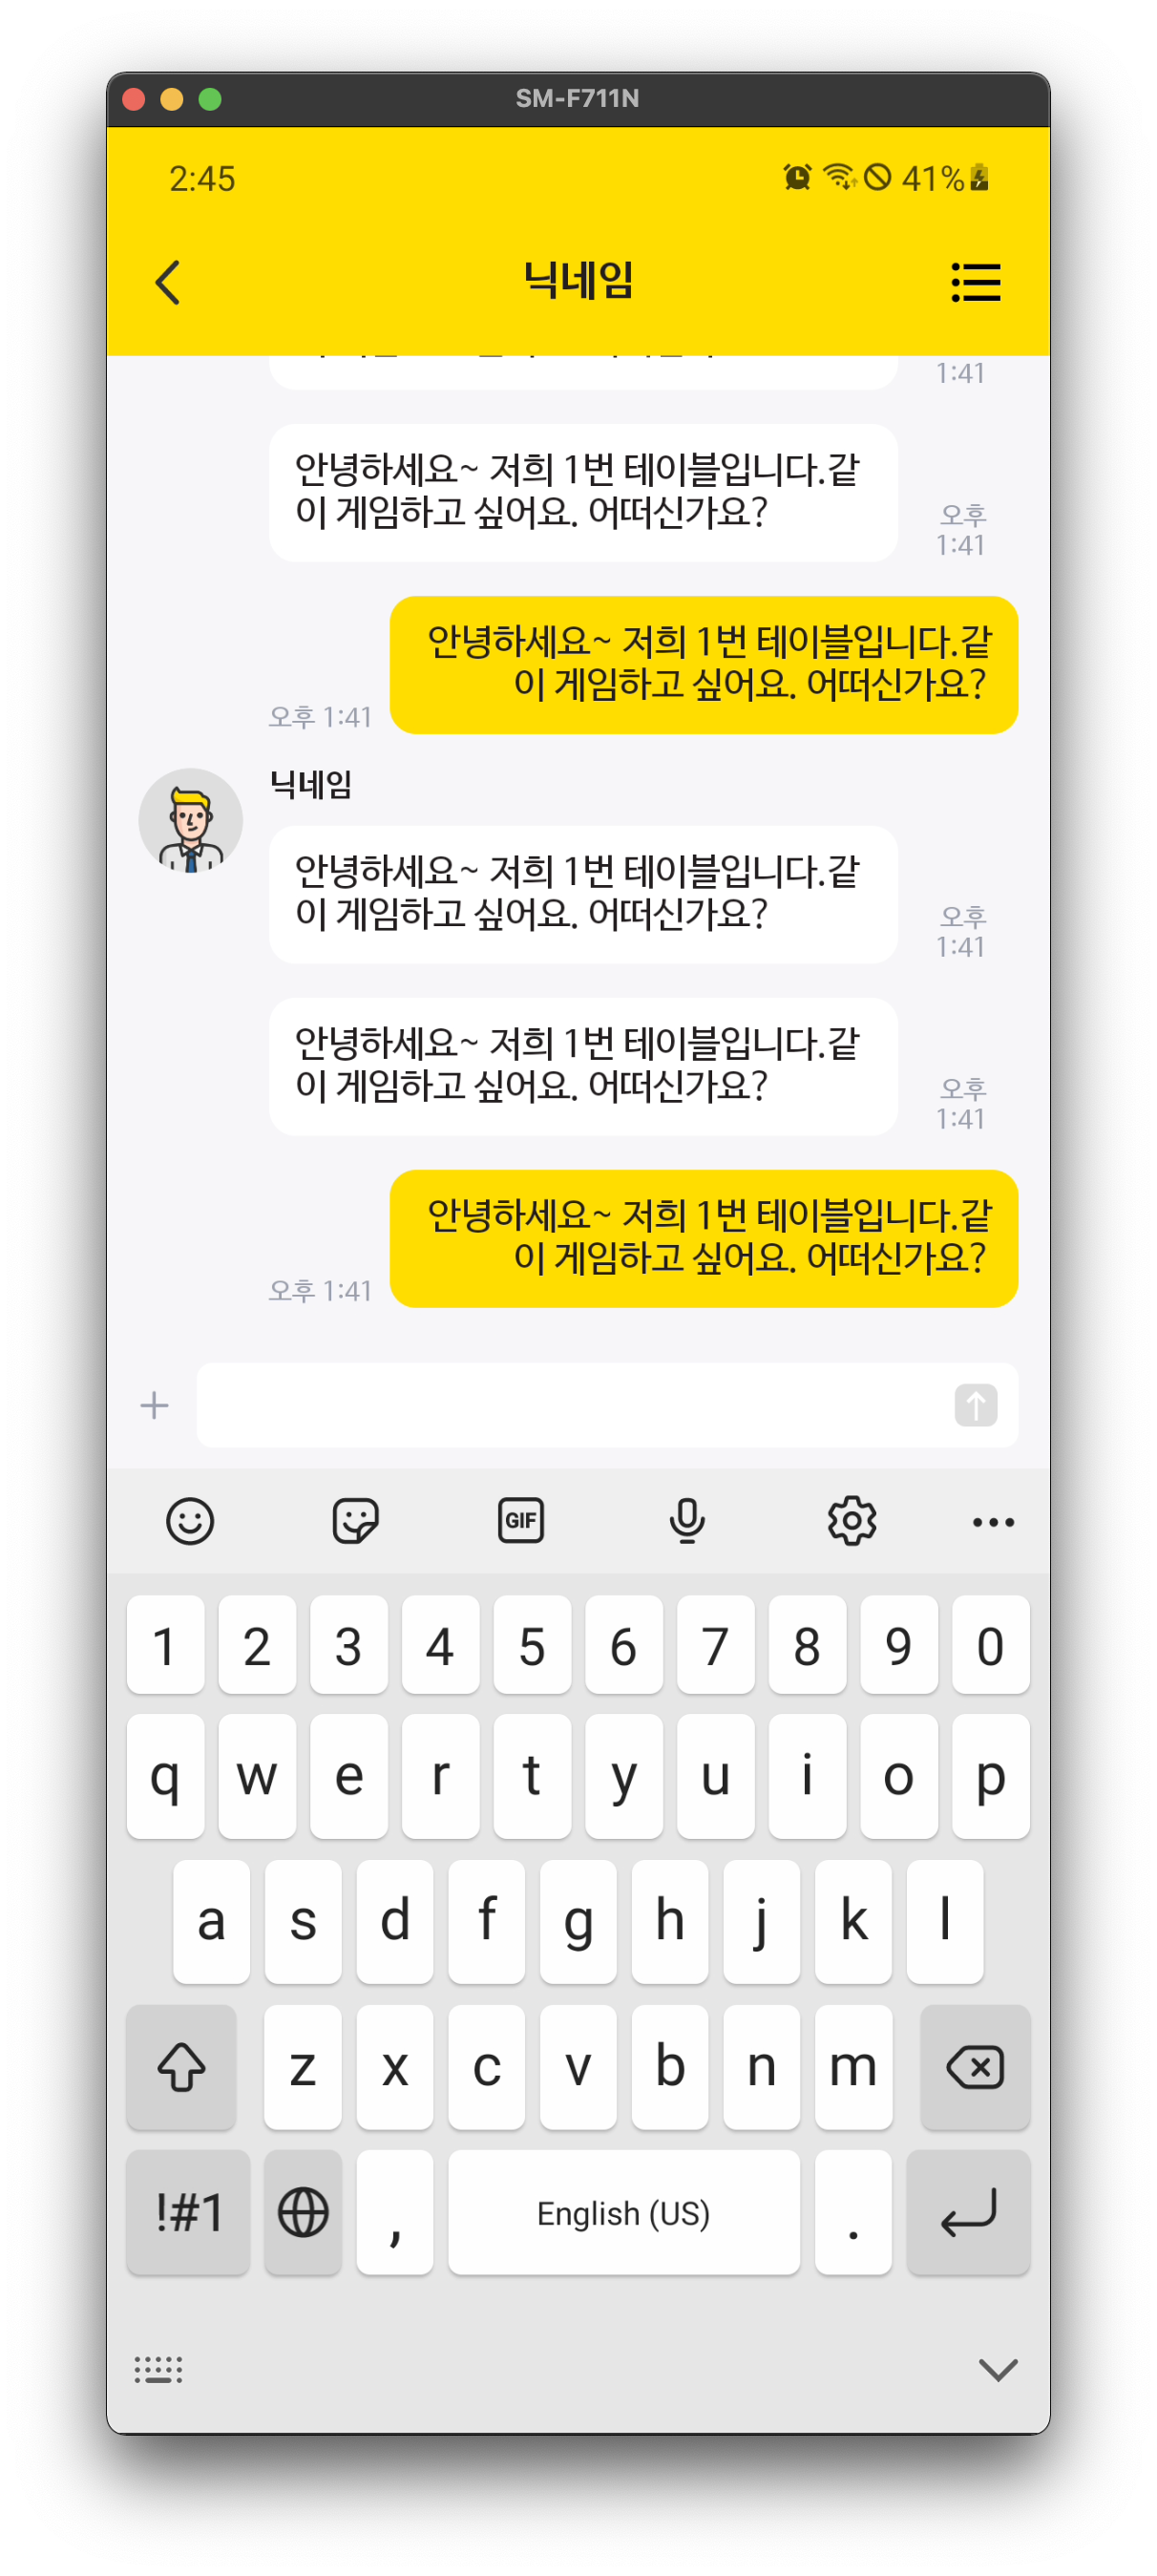 SM-F711N
2:45
41%
닉네임
1:41
안녕하세요~ 저희 1번 테이블입니다.같
이 게임하고 싶어요. 어떠신가요?
오후
1:41
안녕하세요~ 저희 1번 테이블입니다.같
이 게임하고 싶어요. 어떠신가요?
오후 1:41
닉네임
안녕하세요~ 저희 1번 테이블입니다.같
이 게임하고 싶어요. 어떠신가요?
오후
1:41
안녕하세요~ 저희 1번 테이블입니다.같
이 게임하고 싶어요. 어떠신가요?
오후
1:41
안녕하세요~ 저희 1번 테이블입니다.같
이 게임하고 싶어요. 어떠신가요?
오후 1:41
GIF
1 2 3 4 5 6 7 8 9 0
q w e r t y u i o p
a s d f g h j k l
z x c v b n m
!#1 , English (US) .